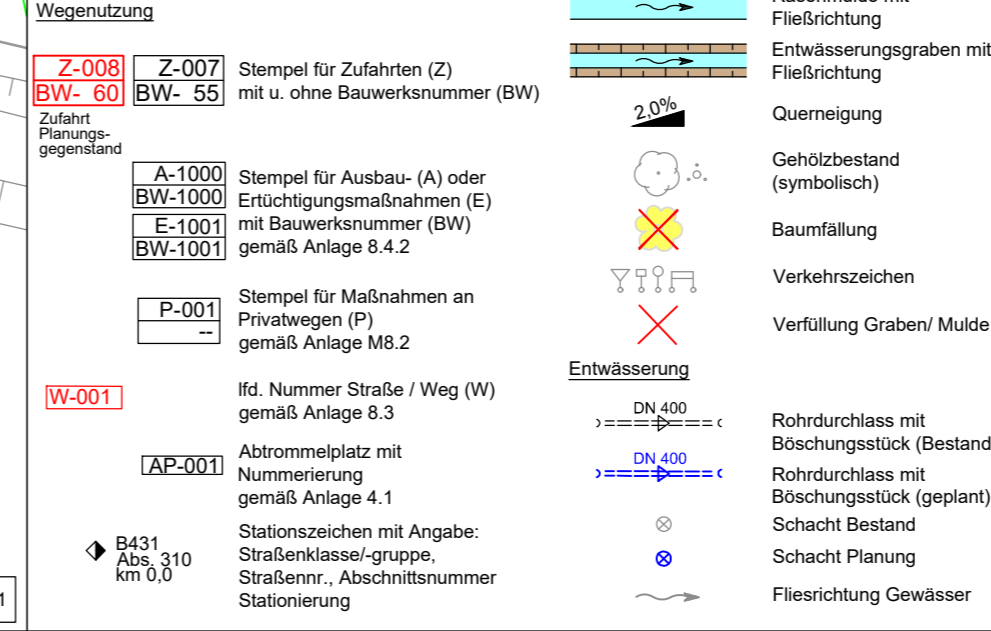 Wegenutzung
Z-008
BW- 60
Z-007
BW- 55
Stempel für Zufahrten (Z)
mit u. ohne Bauwerksnummer (BW)
Zufahrt
Planungs-
gegenstand
A-1000
BW-1000
E-1001
BW-1001
Stempel für Ausbau- (A) oder
Ertüchtigungsmaßnahmen (E)
mit Bauwerksnummer (BW)
gemäß Anlage 8.4.2
P-001
--
Stempel für Maßnahmen an
Privatwegen (P)
gemäß Anlage M8.2
W-001
lfd. Nummer Straße / Weg (W)
gemäß Anlage 8.3
AP-001
Abtrommelplatz mit
Nummerierung
gemäß Anlage 4.1
B431
Abs. 310
km 0,0
Stationszeichen mit Angabe:
Straßenklasse/-gruppe,
Straßennr., Abschnittsnummer
Stationierung
1
Fließrichtung
Entwässerungsgraben mit
Fließrichtung
2,0%
Querneigung
Gehölzbestand
(symbolisch)
Baumfällung
Verkehrszeichen
Verfüllung Graben/ Mulde
Entwässerung
DN 400
Rohrdurchlass mit
Böschungsstück (Bestand
DN 400
Rohrdurchlass mit
Böschungsstück (geplant)
Schacht Bestand
Schacht Planung
Fliesrichtung Gewässer